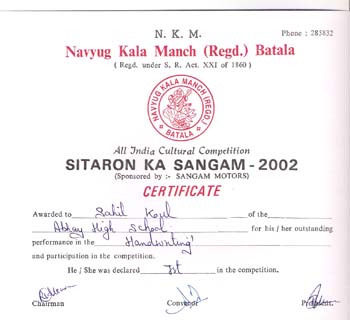 N. K. M.
Phone : 283832
Navyug Kala Manch (Regd.) Batala
( Regd. under S. R. Act. XXI of 1860 )
NAVYUG KALA MANCH (REGD.)
BATALA
All India Cultural Competition
SITARON KA SANGAM - 2002
(Sponsored by :- SANGAM MOTORS)
CERTIFICATE
Awarded to Sahil Koul of the
Abhay High School for his / her outstanding
performance in the 'Handwriting'
and participation in the competition.
He / She was declared Ist in the competition.
Chairman Convenor President.